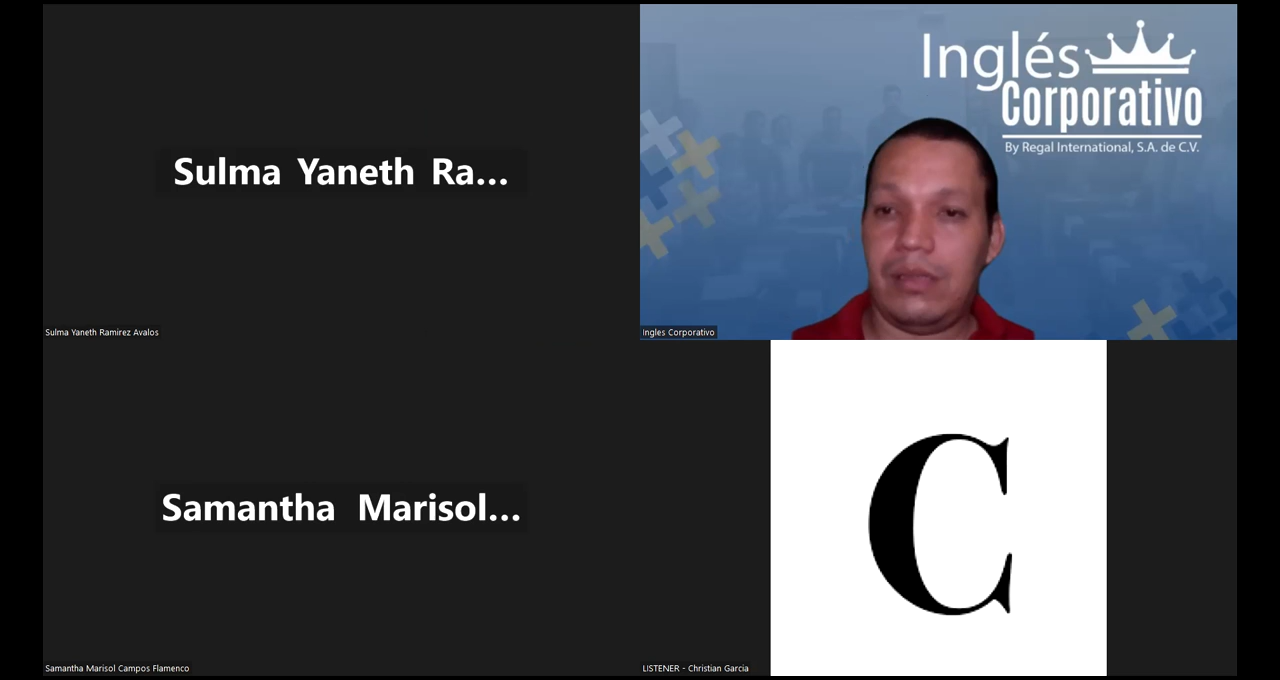 Sulma Yaneth Ra...
Sulma Yaneth Ramirez Avalos
Inglés
Corporativo
By Regal International, S.A. de C.V.
Ingles Corporativo
Samantha Marisol...
Samantha Marisol Campos Flamenco
C
LISTENER - Christian Garcia